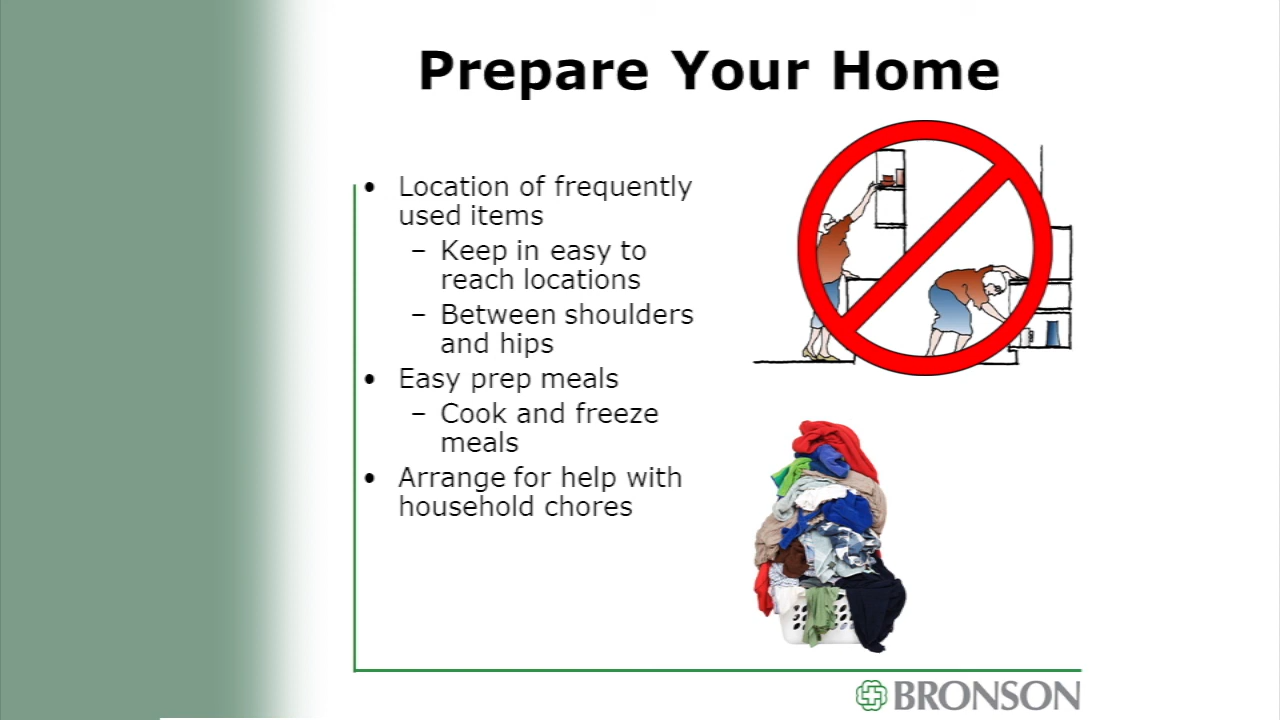 Prepare Your Home
• Location of frequently
used items
– Keep in easy to
reach locations
– Between shoulders
and hips
• Easy prep meals
– Cook and freeze
meals
• Arrange for help with
household chores
BRONSON